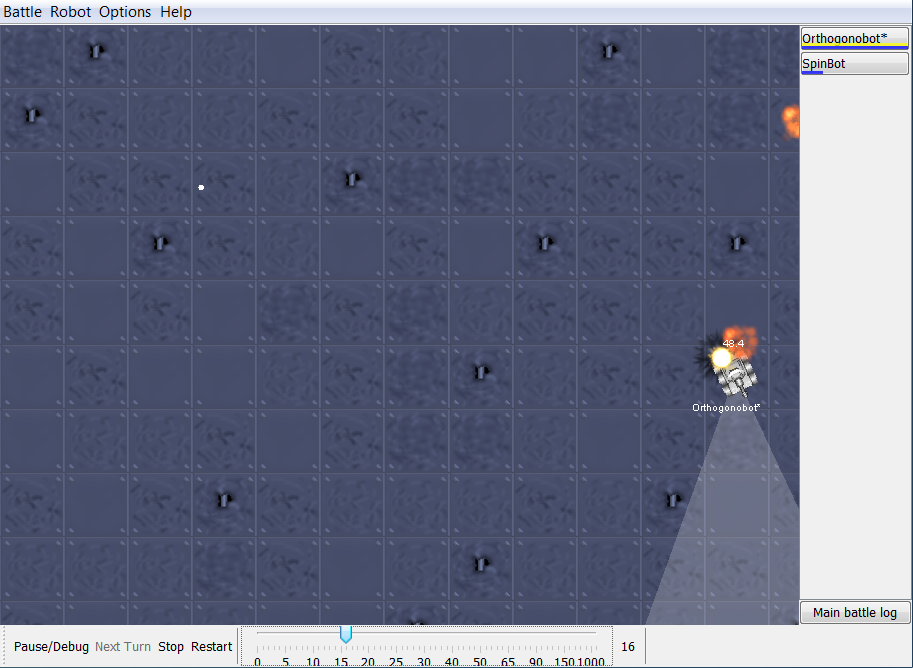 Battle Robot Options Help
Orthogonobot*
SpinBot
48.4
Orthogonobot*
Main battle log
Pause/Debug Next Turn Stop Restart
0 5 10 15 20 25 30 40 50 65 90 150 1000
16